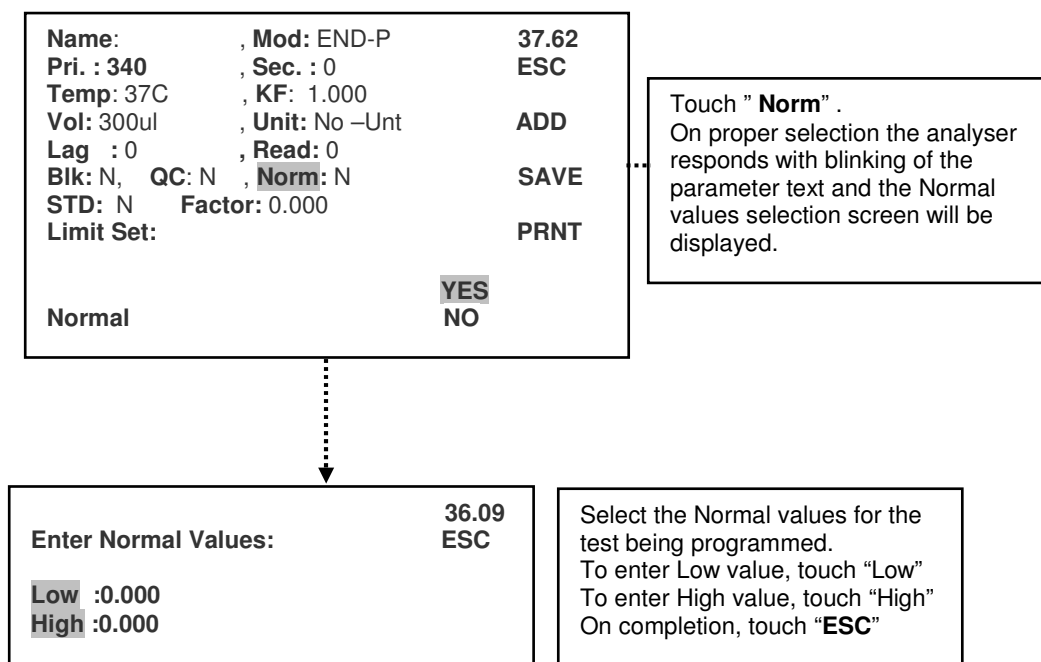 Name: , Mod: END-P 37.62
Pri. : 340 , Sec. : 0 ESC
Temp: 37C , KF: 1.000
Vol: 300ul , Unit: No –Unt ADD
Lag : 0 , Read: 0
Blk: N, QC: N , Norm: N SAVE
STD: N Factor: 0.000
Limit Set: PRNT
YES
Normal NO
Touch ” Norm” .
On proper selection the analyser
responds with blinking of the
parameter text and the Normal
values selection screen will be
displayed.
36.09
Enter Normal Values: ESC
Low :0.000
High :0.000
Select the Normal values for the
test being programmed.
To enter Low value, touch “Low”
To enter High value, touch “High”
On completion, touch “ESC”